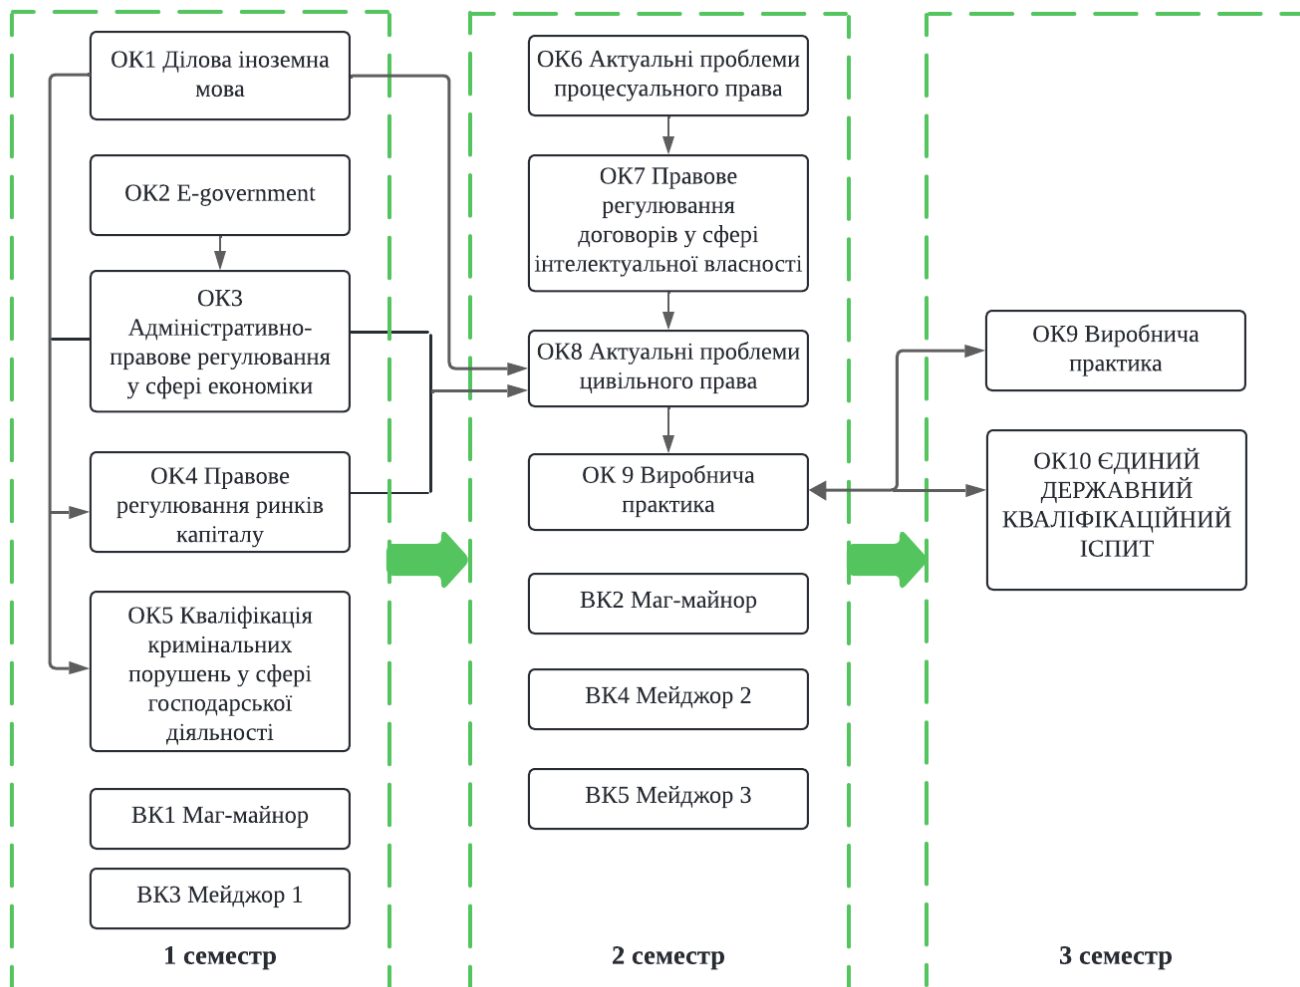 ОК1 Ділова іноземна
мова
ОК2 E-government
ОК3
Адміністративно-
правове регулювання
у сфері економіки
ОК4 Правове
регулювання ринків
капіталу
ОК5 Кваліфікація
кримінальних
порушень у сфері
господарської
діяльності
ВК1 Маг-майнор
ВК3 Мейджор 1
1 семестр
ОК6 Актуальні проблеми
процесуального права
ОК7 Правове
регулювання
договорів у сфері
інтелектуальної власності
ОК8 Актуальні проблеми
цивільного права
ОК 9 Виробнича
практика
ВК2 Маг-майнор
ВК4 Мейджор 2
ВК5 Мейджор 3
2 семестр
ОК9 Виробнича
практика
ОК10 ЄДИНИЙ
ДЕРЖАВНИЙ
КВАЛІФІКАЦІЙНИЙ
ІСПИТ
3 семестр